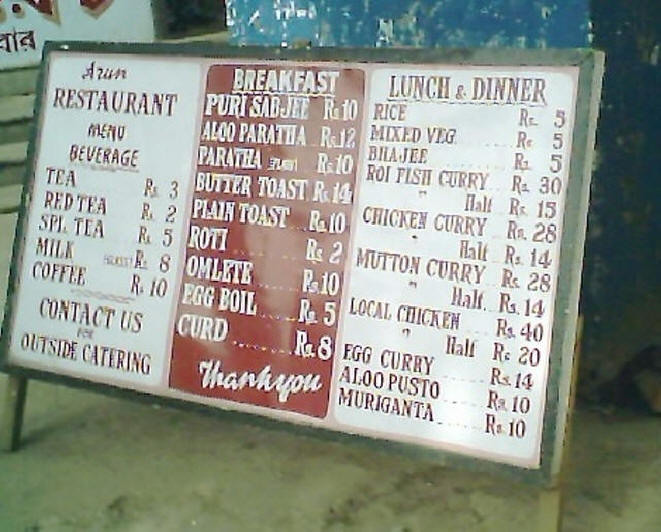 বার
Arun
RESTAURANT
MENU
BEVERAGE
TEA Rs. 3
RED TEA Rs. 2
SPL TEA Rs. 5
MILK Rs. 8
COFFEE Rs. 10
CONTACT US
FOR
OUTSIDE CATERING
BREAKFAST
PURI SABJEE Rs. 10
ALOO PARATHA Rs. 12
PARATHA Rs. 10
BUTTER TOAST Rs. 14
PLAIN TOAST Rs. 10
ROTI Rs. 2
OMLETE Rs. 10
EGG BOIL Rs. 5
CURD Rs. 8
Thankyou
LUNCH & DINNER
RICE Rs. 5
MIXED VEG. Rs. 5
BHAJEE Rs. 5
ROI FISH CURRY Rs. 30
" Half Rs. 15
CHICKEN CURRY Rs. 28
" Half Rs. 14
MUTTON CURRY Rs. 28
" Half Rs. 14
LOCAL CHICKEN Rs. 40
" Half Rs. 20
EGG CURRY Rs. 14
ALOO PUSTO Rs. 10
MURIGANTA Rs. 10